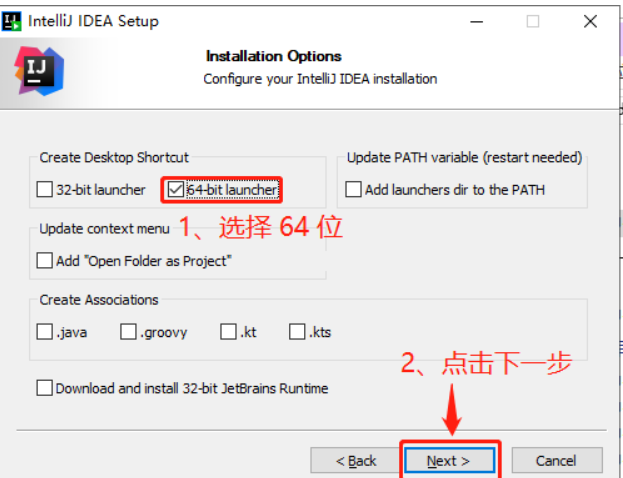 IntelliJ IDEA Setup
IJ
Installation Options
Configure your IntelliJ IDEA installation
Create Desktop Shortcut
32-bit launcher
64-bit launcher
Update PATH variable (restart needed)
Add launchers dir to the PATH
1、选择 64 位
Update context menu
Add "Open Folder as Project"
Create Associations
.java .groovy .kt .kts
2、点击下一步
Download and install 32-bit JetBrains Runtime
< Back Next > Cancel